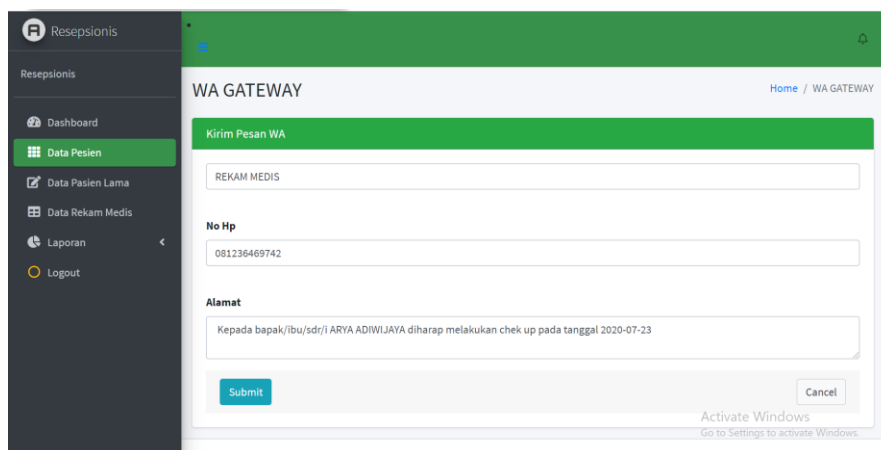 Resepsionis
Resepsionis
Dashboard
Data Pesien
Data Pasien Lama
Data Rekam Medis
Laporan
Logout
WA GATEWAY
Home / WA GATEWAY
Kirim Pesan WA
REKAM MEDIS
No Hp
081236469742
Alamat
Kepada bapak/ibu/sdr/i ARYA ADIWIJAYA diharap melakukan chek up pada tanggal 2020-07-23
Submit
Cancel
Activate Windows
Go to Settings to activate Windows.